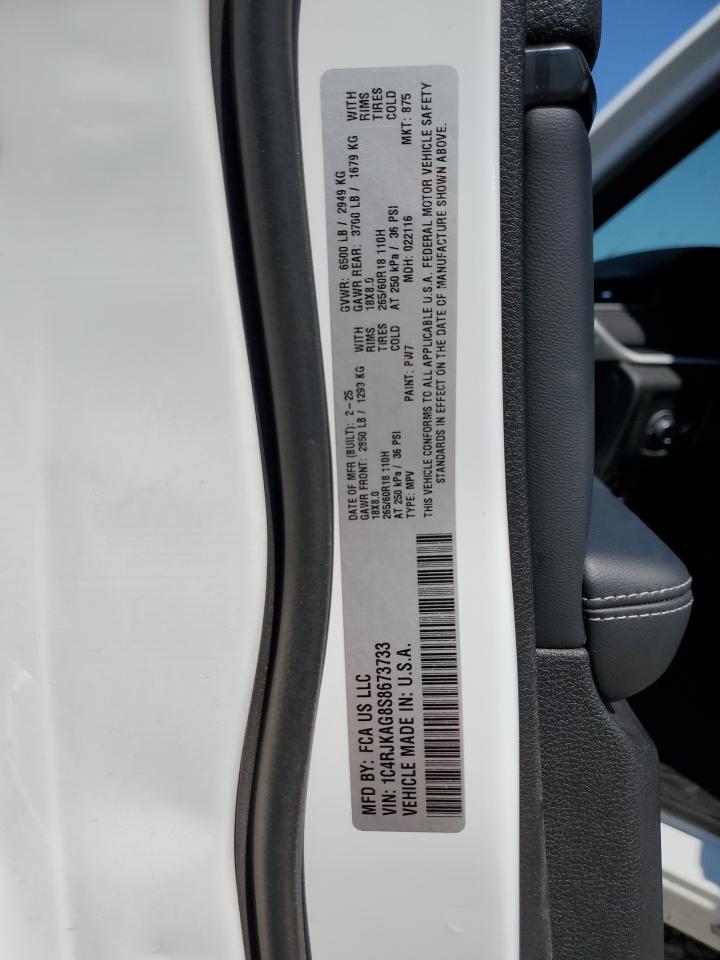 MFD BY: FCA US LLC
VIN: 1C4RJKAG8S8673733
VEHICLE MADE IN: U.S.A.
DATE OF MFR (BUILT): 2-25
GVWR: 6500 LB / 2949 KG
GAWR FRONT: 2850 LB / 1293 KG WITH
GAWR REAR: 3700 LB / 1679 KG WITH
18X8.0 RIMS
18X8.0 RIMS
265/60R18 110H TIRES
265/60R18 110H TIRES
AT 250 kPa / 36 PSI COLD
AT 250 kPa / 36 PSI COLD
TYPE: MPV PAINT: PW7 MDH: 022116 MKT: 875
THIS VEHICLE CONFORMS TO ALL APPLICABLE U.S.A. FEDERAL MOTOR VEHICLE SAFETY
STANDARDS IN EFFECT ON THE DATE OF MANUFACTURE SHOWN ABOVE.